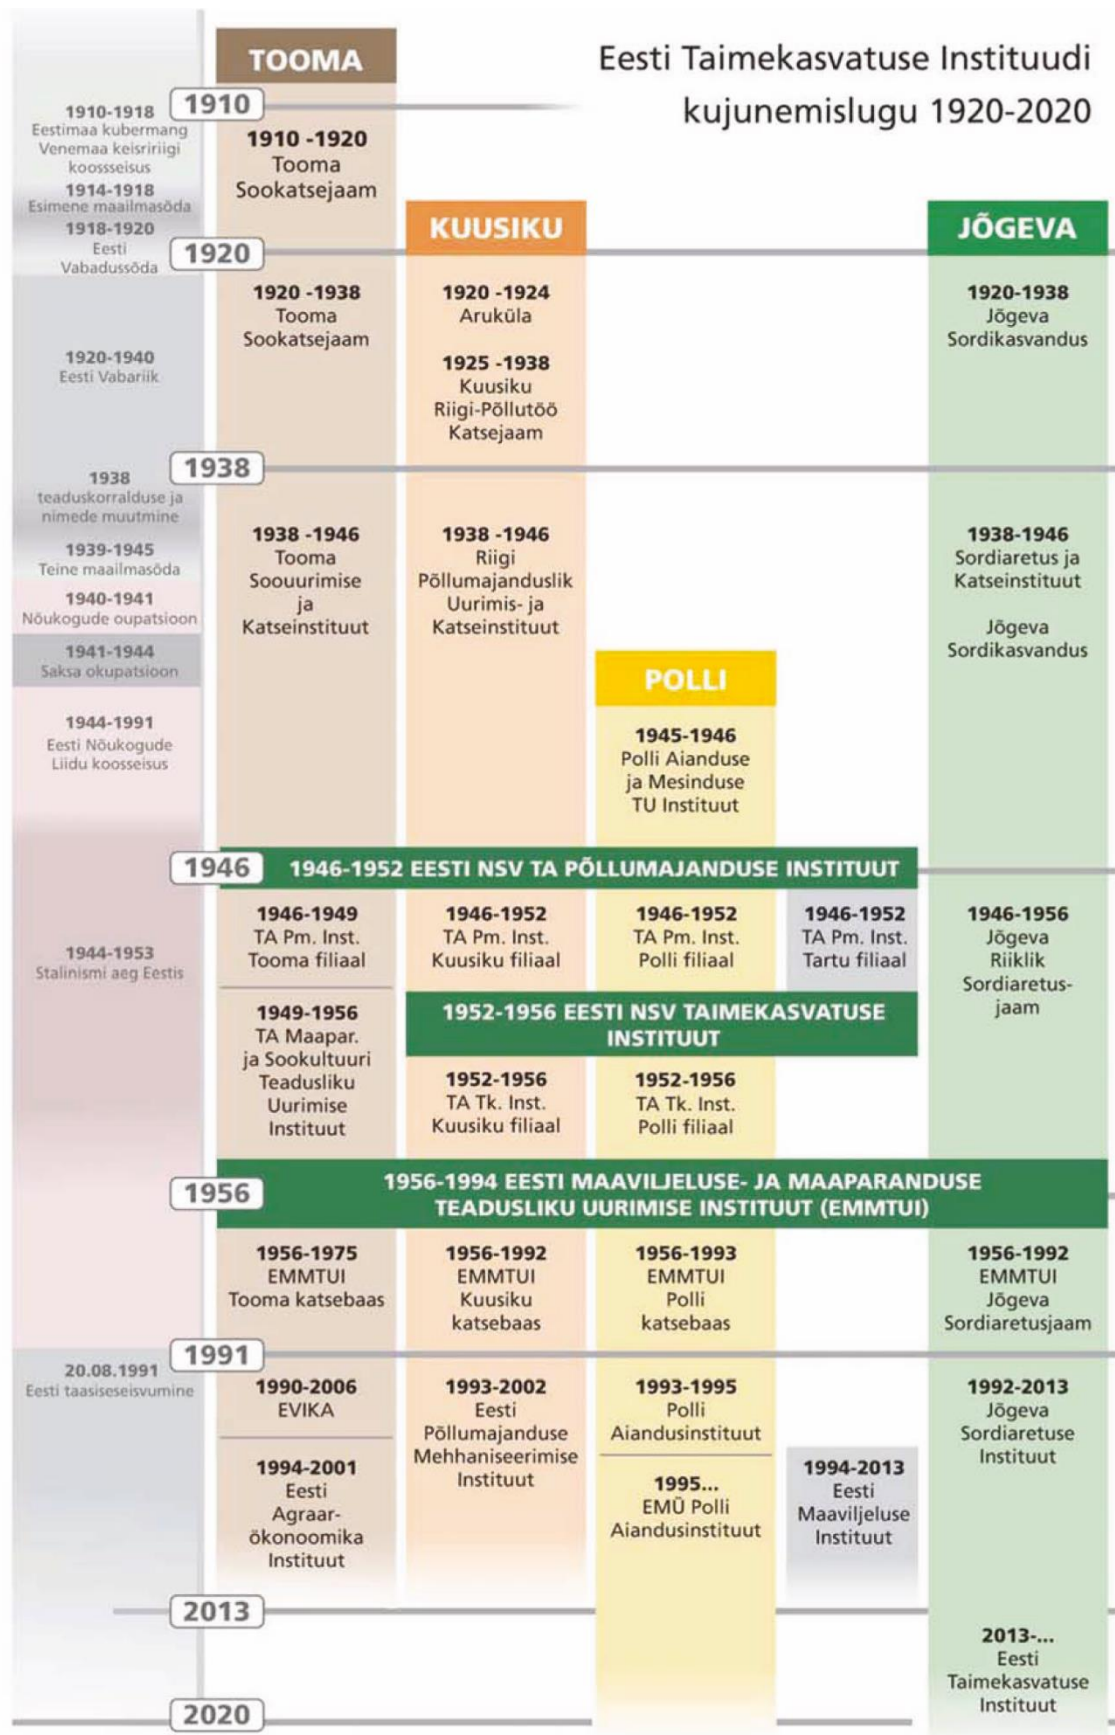 Eesti Taimekasvatuse Instituudi
kujunemislugu 1920-2020
1910
1920
1938
1946
1956
1991
2013
2020
1910-1918
Eestimaa kubermang
Venemaa keisririigi
koossseisus
1914-1918
Esimene maailmasõda
1918-1920
Eesti
Vabadussõda
1920-1940
Eesti Vabariik
1938
teaduskorralduse ja
nimede muutmine
1939-1945
Teine maailmasõda
1940-1941
Nõukogude oupatsioon
1941-1944
Saksa okupatsioon
1944-1991
Eesti Nõukogude
Liidu koosseisus
1944-1953
Stalinismi aeg Eestis
20.08.1991
Eesti taasiseseisvumine
TOOMA
1910 -1920
Tooma
Sookatsejaam
1920 -1938
Tooma
Sookatsejaam
1938 -1946
Tooma
Soouurimise
ja
Katseinstituut
KUUSIKU
1920 -1924
Aruküla
1925 -1938
Kuusiku
Riigi-Põllutöö
Katsejaam
1938 -1946
Riigi
Põllumajanduslik
Uurimis- ja
Katseinstituut
POLLI
1945-1946
Polli Aianduse
ja Mesinduse
TU Instituut
JÕGEVA
1920-1938
Jõgeva
Sordikasvandus
1938-1946
Sordiaretus ja
Katseinstituut
Jõgeva
Sordikasvandus
1946-1952 EESTI NSV TA PÕLLUMAJANDUSE INSTITUUT
1946-1949
TA Pm. Inst.
Tooma filiaal
1949-1956
TA Maapar.
ja Sookultuuri
Teadusliku
Uurimise
Instituut
1946-1952
TA Pm. Inst.
Kuusiku filiaal
1946-1952
TA Pm. Inst.
Polli filiaal
1946-1952
TA Pm. Inst.
Tartu filiaal
1946-1956
Jõgeva
Riiklik
Sordiaretus-
jaam
1952-1956 EESTI NSV TAIMEKASVATUSE
INSTITUUT
1952-1956
TA Tk. Inst.
Kuusiku filiaal
1952-1956
TA Tk. Inst.
Polli filiaal
1956-1994 EESTI MAAVILJELUSE- JA MAAPARANDUSE
TEADUSLIKU UURIMISE INSTITUUT (EMMTUI)
1956-1975
EMMTUI
Tooma katsebaas
1956-1992
EMMTUI
Kuusiku
katsebaas
1956-1993
EMMTUI
Polli
katsebaas
1956-1992
EMMTUI
Jõgeva
Sordiaretusjaam
1990-2006
EVIKA
1994-2001
Eesti
Agraar-
ökonoomika
Instituut
1993-2002
Eesti
Põllumajanduse
Mehhaniseerimise
Instituut
1993-1995
Polli
Aiandusinstituut
1995...
EMÜ Polli
Aiandusinstituut
1994-2013
Eesti
Maaviljeluse
Instituut
1992-2013
Jõgeva
Sordiaretuse
Instituut
2013-...
Eesti
Taimekasvatuse
Instituut